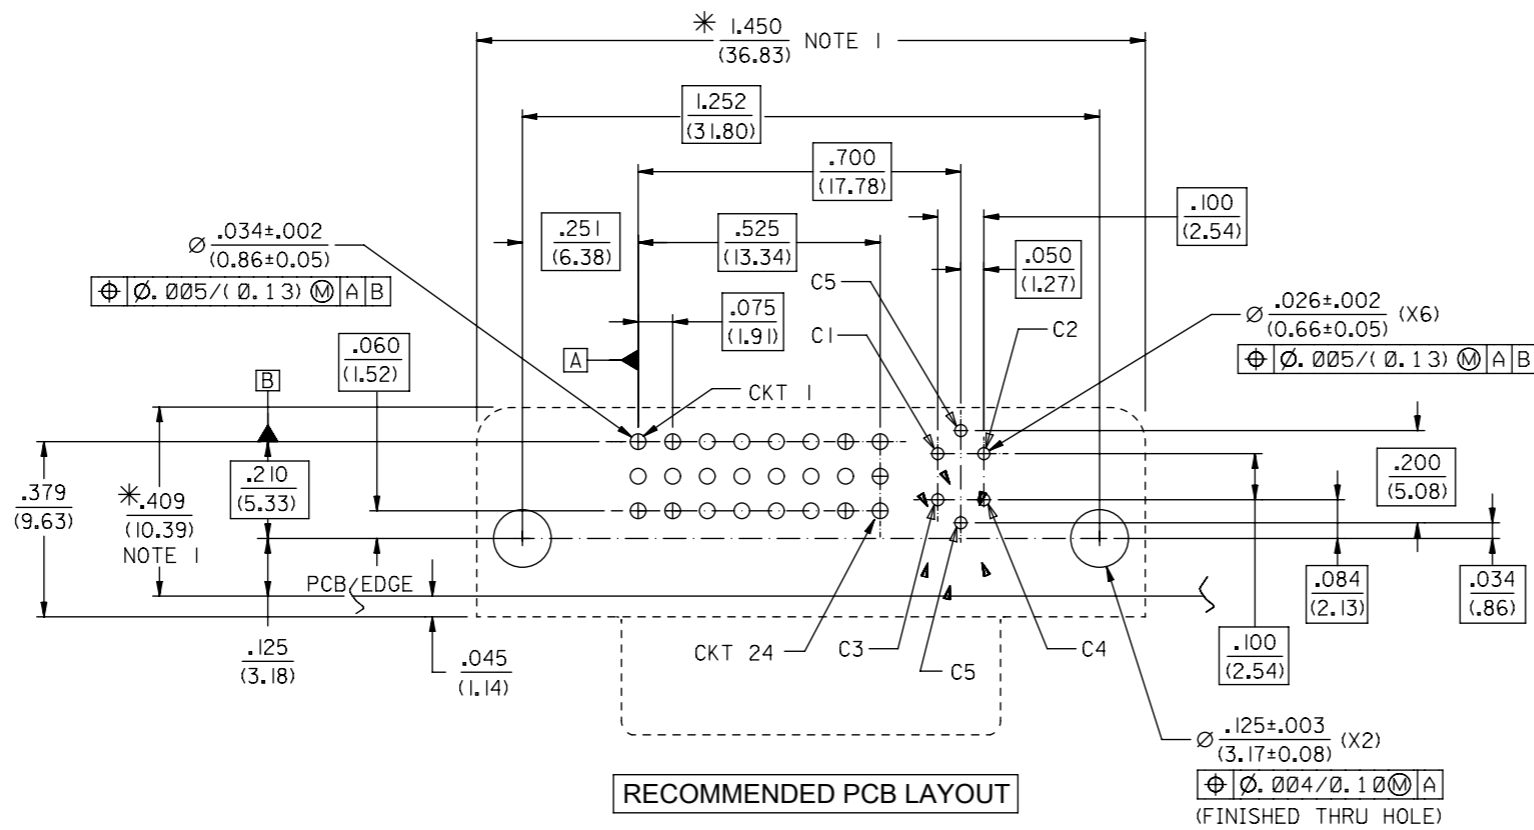 * 1.450 NOTE 1
(36.83)
1.252
(31.80)
.700
(17.78)
.100
(2.54)
.251
(6.38)
.525
(13.34)
.050
(1.27)
Ø .034±.002
(0.86±0.05)
⌖ Ø.005/(0.13) Ⓜ A B
C5
.075
(1.91)
C1
C2
Ø .026±.002 (X6)
(0.66±0.05)
⌖ Ø.005/(0.13) Ⓜ A B
.060
(1.52)
A
B
CKT 1
.379
(9.63)
* .409
(10.39)
NOTE 1
.210
(5.33)
.200
(5.08)
PCB/EDGE
.125
(3.18)
.045
(1.14)
CKT 24
C3
C5
C4
.084
(2.13)
.034
(.86)
.100
(2.54)
Ø .125±.003 (X2)
(3.17±0.08)
⌖ Ø.004/0.10 Ⓜ A
(FINISHED THRU HOLE)
RECOMMENDED PCB LAYOUT